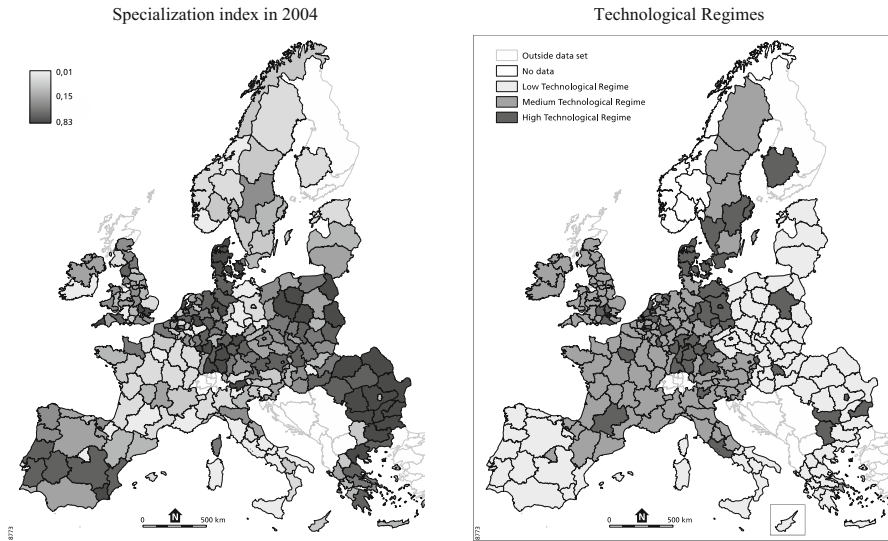 Specialization index in 2004
Technological Regimes
0,01
0,15
0,83
Outside data set
No data
Low Technological Regime
Medium Technological Regime
High Technological Regime
N
0
500 km
8773
N
0
500 km
8773